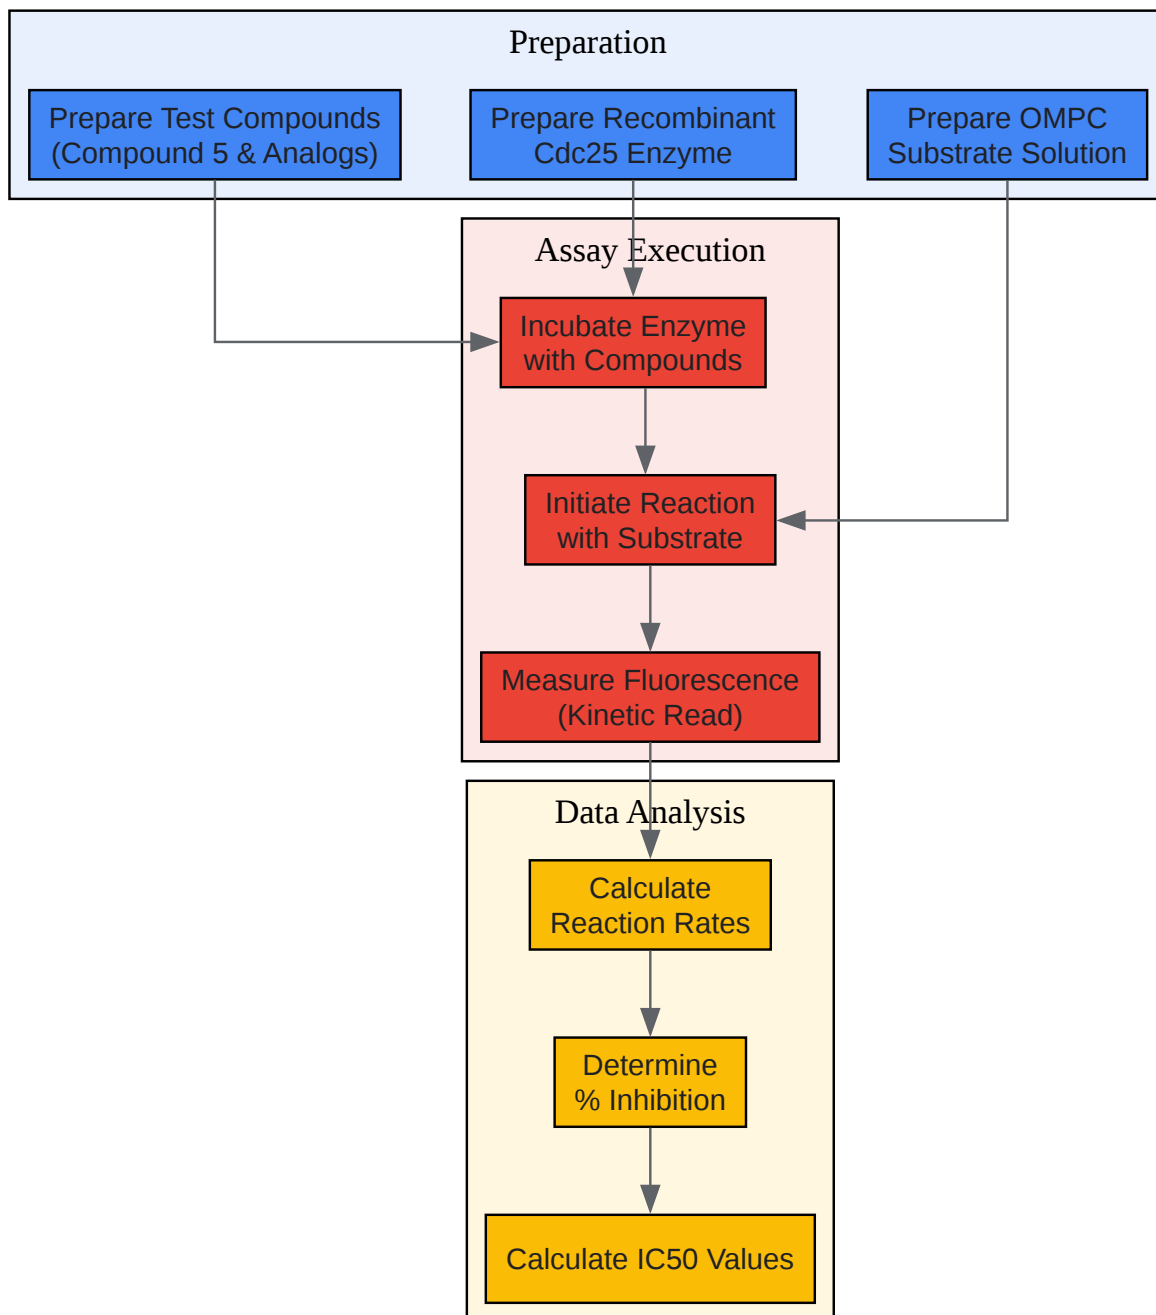 Preparation
Prepare Test Compounds
(Compound 5 & Analogs)
Prepare Recombinant
Cdc25 Enzyme
Prepare OMPC
Substrate Solution
Assay Execution
Incubate Enzyme
with Compounds
Initiate Reaction
with Substrate
Measure Fluorescence
(Kinetic Read)
Data Analysis
Calculate
Reaction Rates
Determine
% Inhibition
Calculate IC50 Values